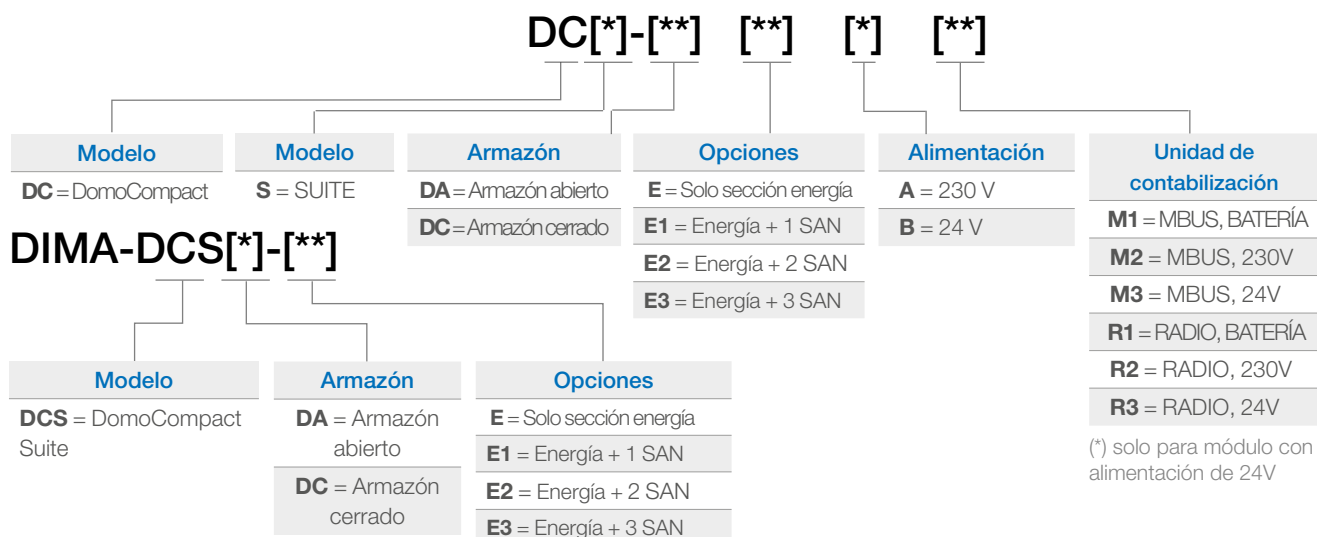 DC[*]-[**] [**] [*] [**]
Modelo
DC = DomoCompact
Modelo
S = SUITE
Armazón
DA = Armazón abierto
DC = Armazón cerrado
Opciones
E = Solo sección energía
E1 = Energía + 1 SAN
E2 = Energía + 2 SAN
E3 = Energía + 3 SAN
Alimentación
A = 230 V
B = 24 V
Unidad de
contabilización
M1 = MBUS, BATERÍA
M2 = MBUS, 230V
M3 = MBUS, 24V
R1 = RADIO, BATERÍA
R2 = RADIO, 230V
R3 = RADIO, 24V
(*) solo para módulo con
alimentación de 24V
DIMA-DCS[*]-[**]
Modelo
DCS = DomoCompact
Suite
Armazón
DA = Armazón
abierto
DC = Armazón
cerrado
Opciones
E = Solo sección energía
E1 = Energía + 1 SAN
E2 = Energía + 2 SAN
E3 = Energía + 3 SAN